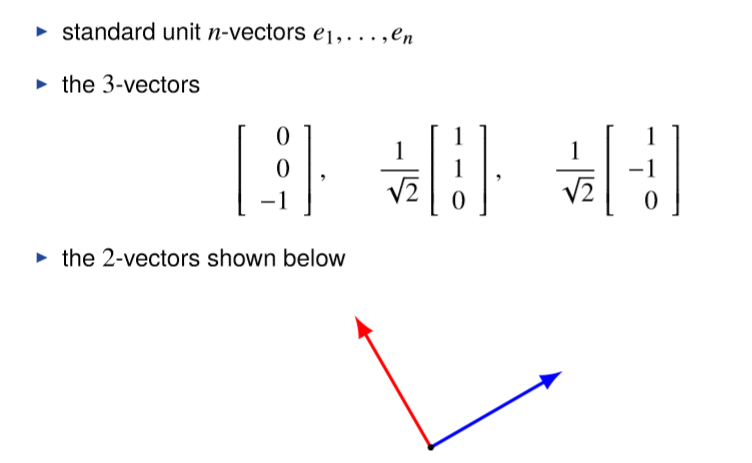 ▸ standard unit n-vectors e₁, . . . , eₙ
▸ the 3-vectors
[ 0 0 −1 ], 1/√2 [ 1 1 0 ], 1/√2 [ 1 −1 0 ]
▸ the 2-vectors shown below